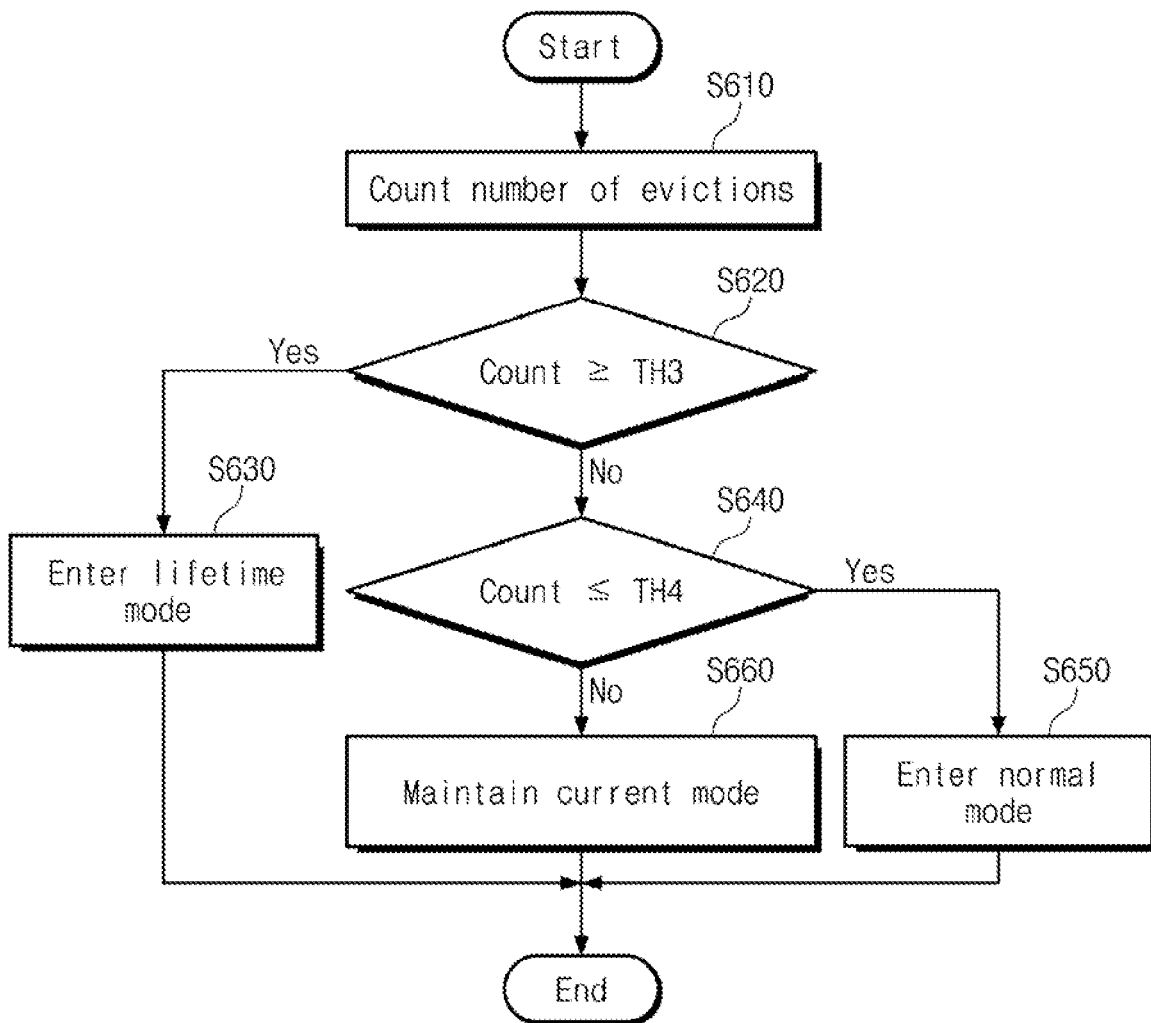 Start
S610
Count number of evictions
S620
Count ≥ TH3
Yes
No
S630
Enter lifetime
mode
S640
Count ≤ TH4
Yes
No
S660
Maintain current mode
S650
Enter normal
mode
End